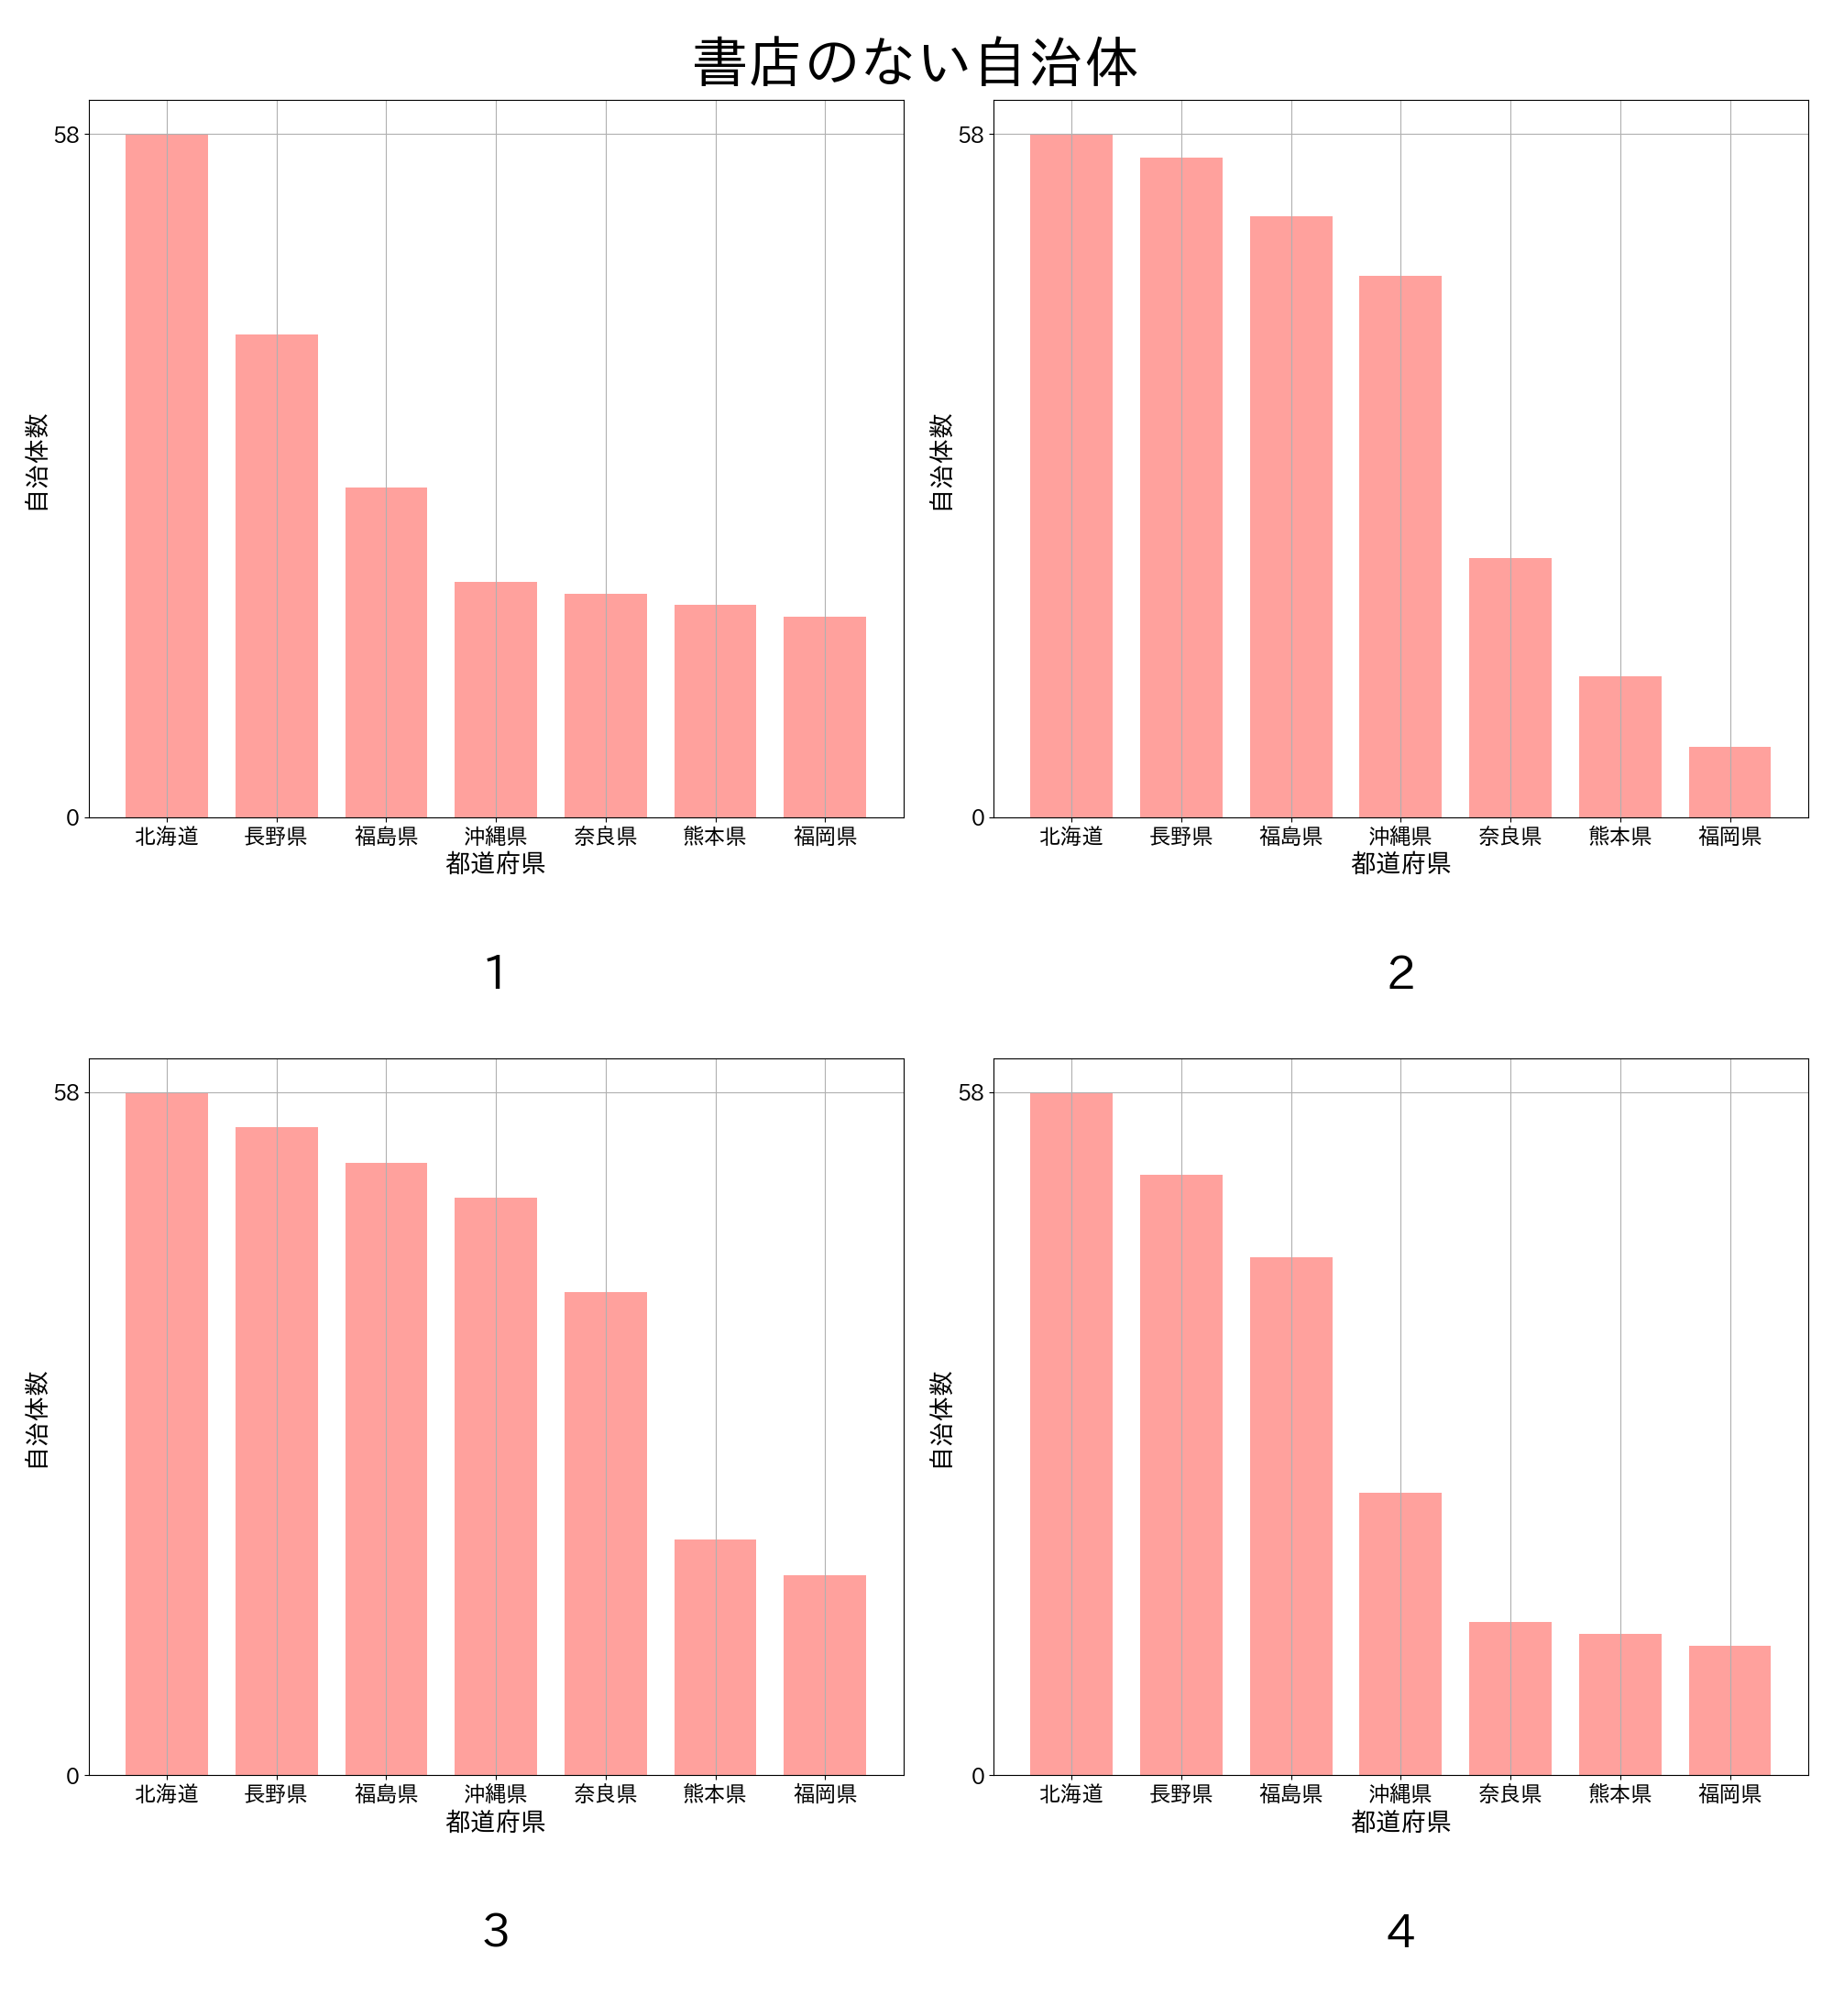 書店のない自治体
58
0
自治体数
北海道 長野県 福島県 沖縄県 奈良県 熊本県 福岡県
都道府県
1
58
0
自治体数
北海道 長野県 福島県 沖縄県 奈良県 熊本県 福岡県
都道府県
2
58
0
自治体数
北海道 長野県 福島県 沖縄県 奈良県 熊本県 福岡県
都道府県
3
58
0
自治体数
北海道 長野県 福島県 沖縄県 奈良県 熊本県 福岡県
都道府県
4